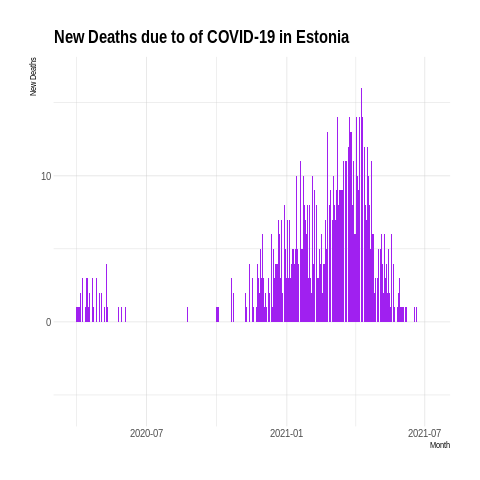 New Deaths due to of COVID-19 in Estonia
New Deaths
10
0
2020-07
2021-01
2021-07
Month